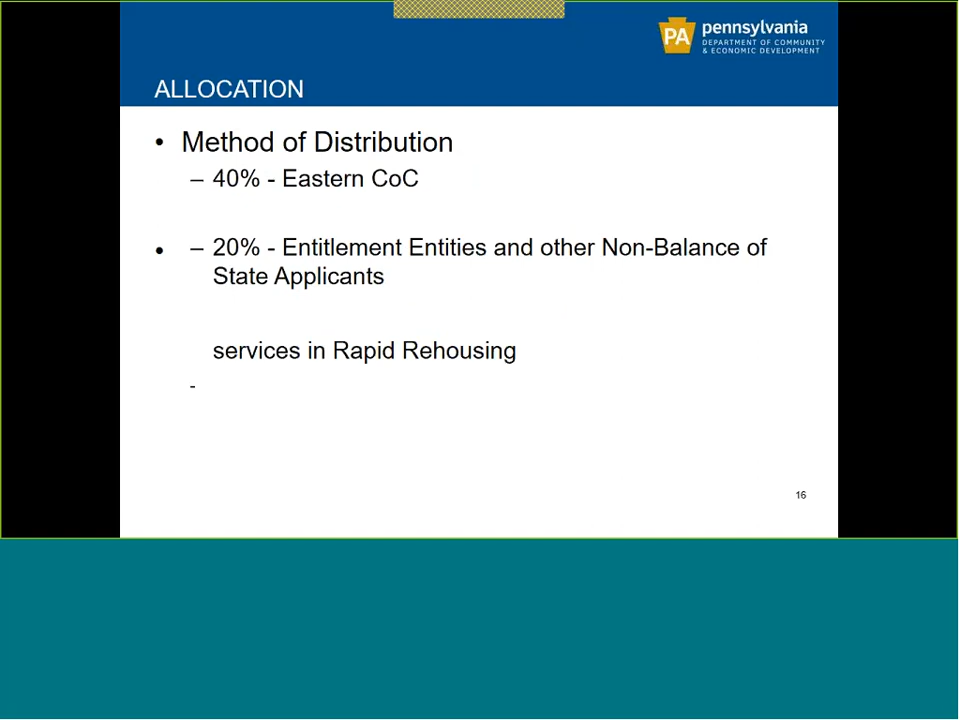 PA pennsylvania
DEPARTMENT OF COMMUNITY
& ECONOMIC DEVELOPMENT
ALLOCATION
• Method of Distribution
– 40% - Eastern CoC
• – 20% - Entitlement Entities and other Non-Balance of
State Applicants
services in Rapid Rehousing
-
16